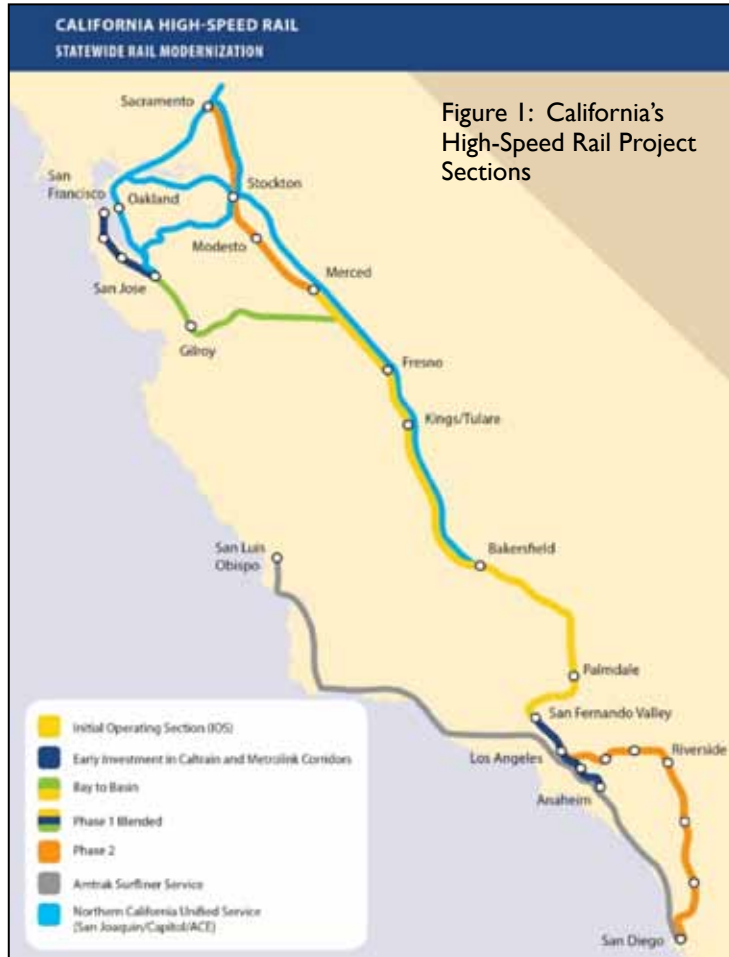 CALIFORNIA HIGH-SPEED RAIL
STATEWIDE RAIL MODERNIZATION
Figure 1: California's
High-Speed Rail Project
Sections
Sacramento
San
Francisco
Oakland
Stockton
Modesto
Merced
San Jose
Gilroy
Fresno
Kings/Tulare
San Luis
Obispo
Bakersfield
Palmdale
San Fernando Valley
Los Angeles
Riverside
Anaheim
San Diego
Initial Operating Section (IOS)
Early Investment in Caltrain and Metrolink Corridors
Bay to Basin
Phase 1 Blended
Phase 2
Amtrak Surfliner Service
Northern California Unified Service
(San Joaquin/Capitol/ACE)